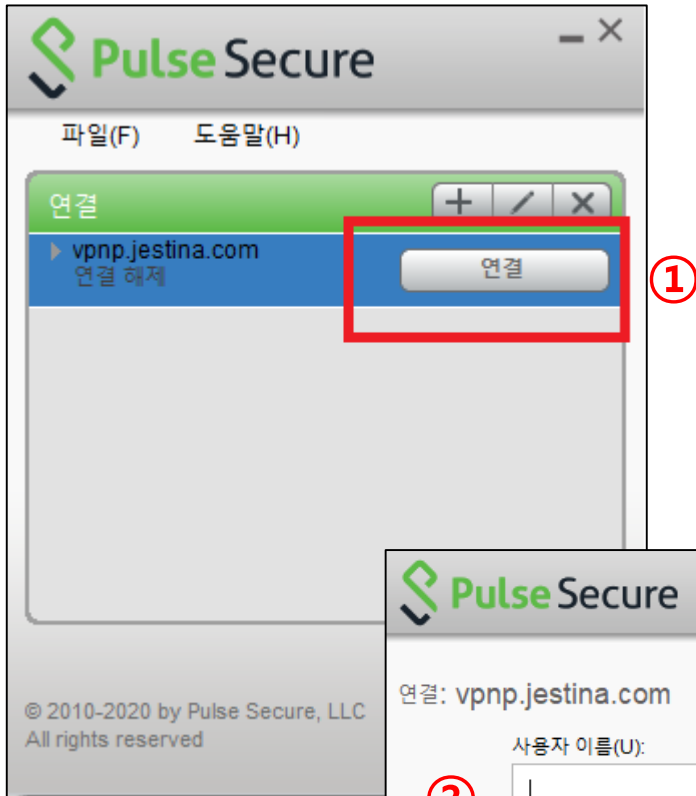 Pulse Secure
파일(F) 도움말(H)
연결
vpnp.jestina.com
연결 해제
연결
①
© 2010-2020 by Pulse Secure, LLC
All rights reserved
Pulse Secure
연결: vpnp.jestina.com
사용자 이름(U):